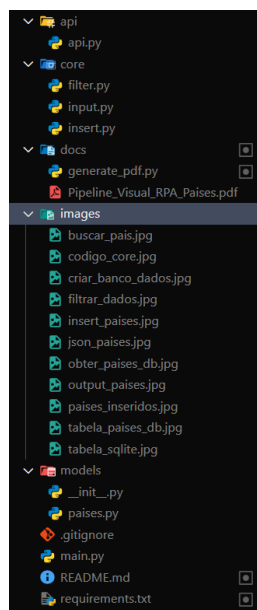 api
api.py
core
filter.py
input.py
insert.py
docs
generate_pdf.py
Pipeline_Visual_RPA_Paises.pdf
images
buscar_pais.jpg
codigo_core.jpg
criar_banco_dados.jpg
filtrar_dados.jpg
insert_paises.jpg
json_paises.jpg
obter_paises_db.jpg
output_paises.jpg
paises_inseridos.jpg
tabela_paises_db.jpg
tabela_sqlite.jpg
models
__init__.py
paises.py
.gitignore
main.py
README.md
requirements.txt